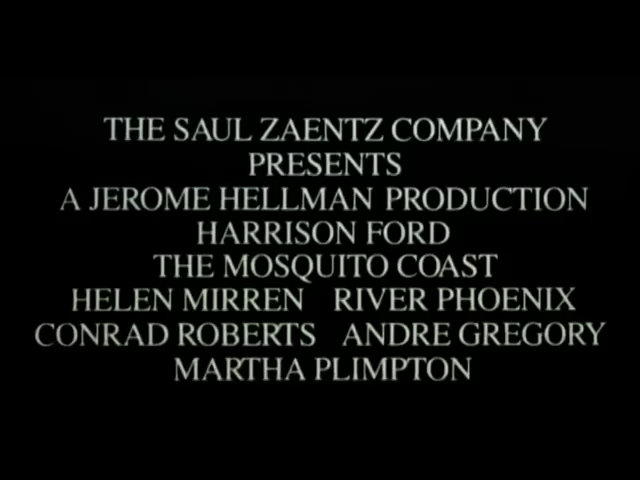 THE SAUL ZAENTZ COMPANY
PRESENTS
A JEROME HELLMAN PRODUCTION
HARRISON FORD
THE MOSQUITO COAST
HELEN MIRREN RIVER PHOENIX
CONRAD ROBERTS ANDRE GREGORY
MARTHA PLIMPTON